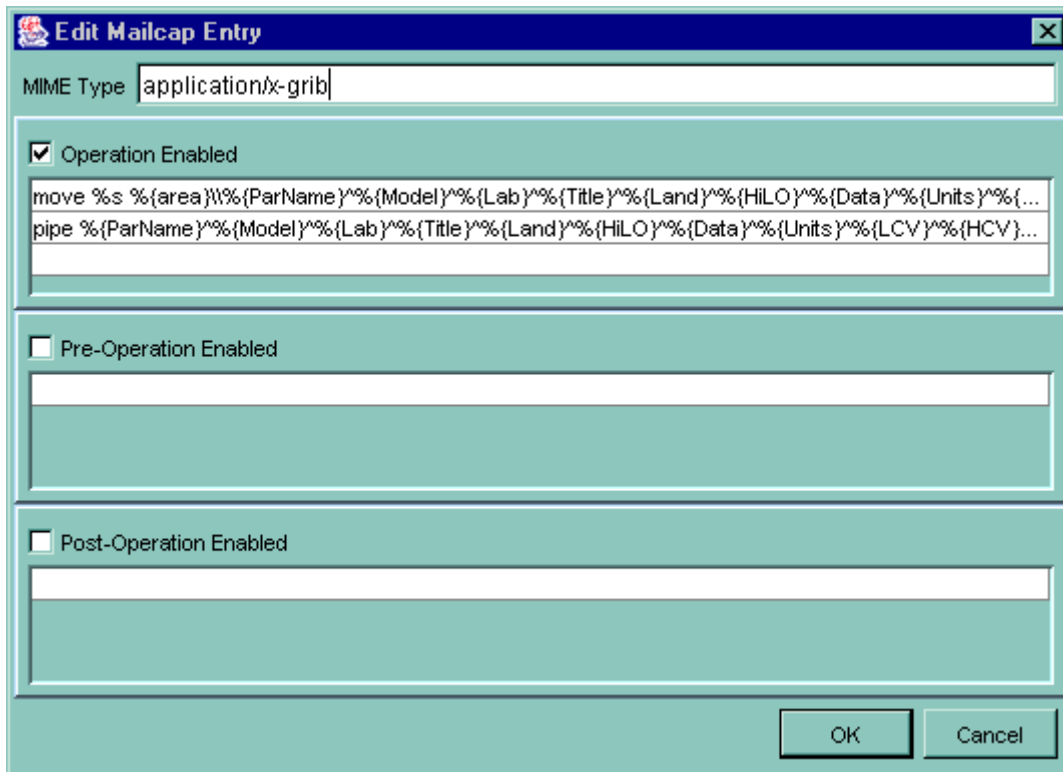 Edit Mailcap Entry
MIME Type application/x-grib
Operation Enabled
move %s %{area}\\%{ParName}^%{Model}^%{Lab}^%{Title}^%{Land}^%{HiLO}^%{Data}^%{Units}^%{...
pipe %{ParName}^%{Model}^%{Lab}^%{Title}^%{Land}^%{HiLO}^%{Data}^%{Units}^%{LCV}^%{HCV}...
Pre-Operation Enabled
Post-Operation Enabled
OK Cancel